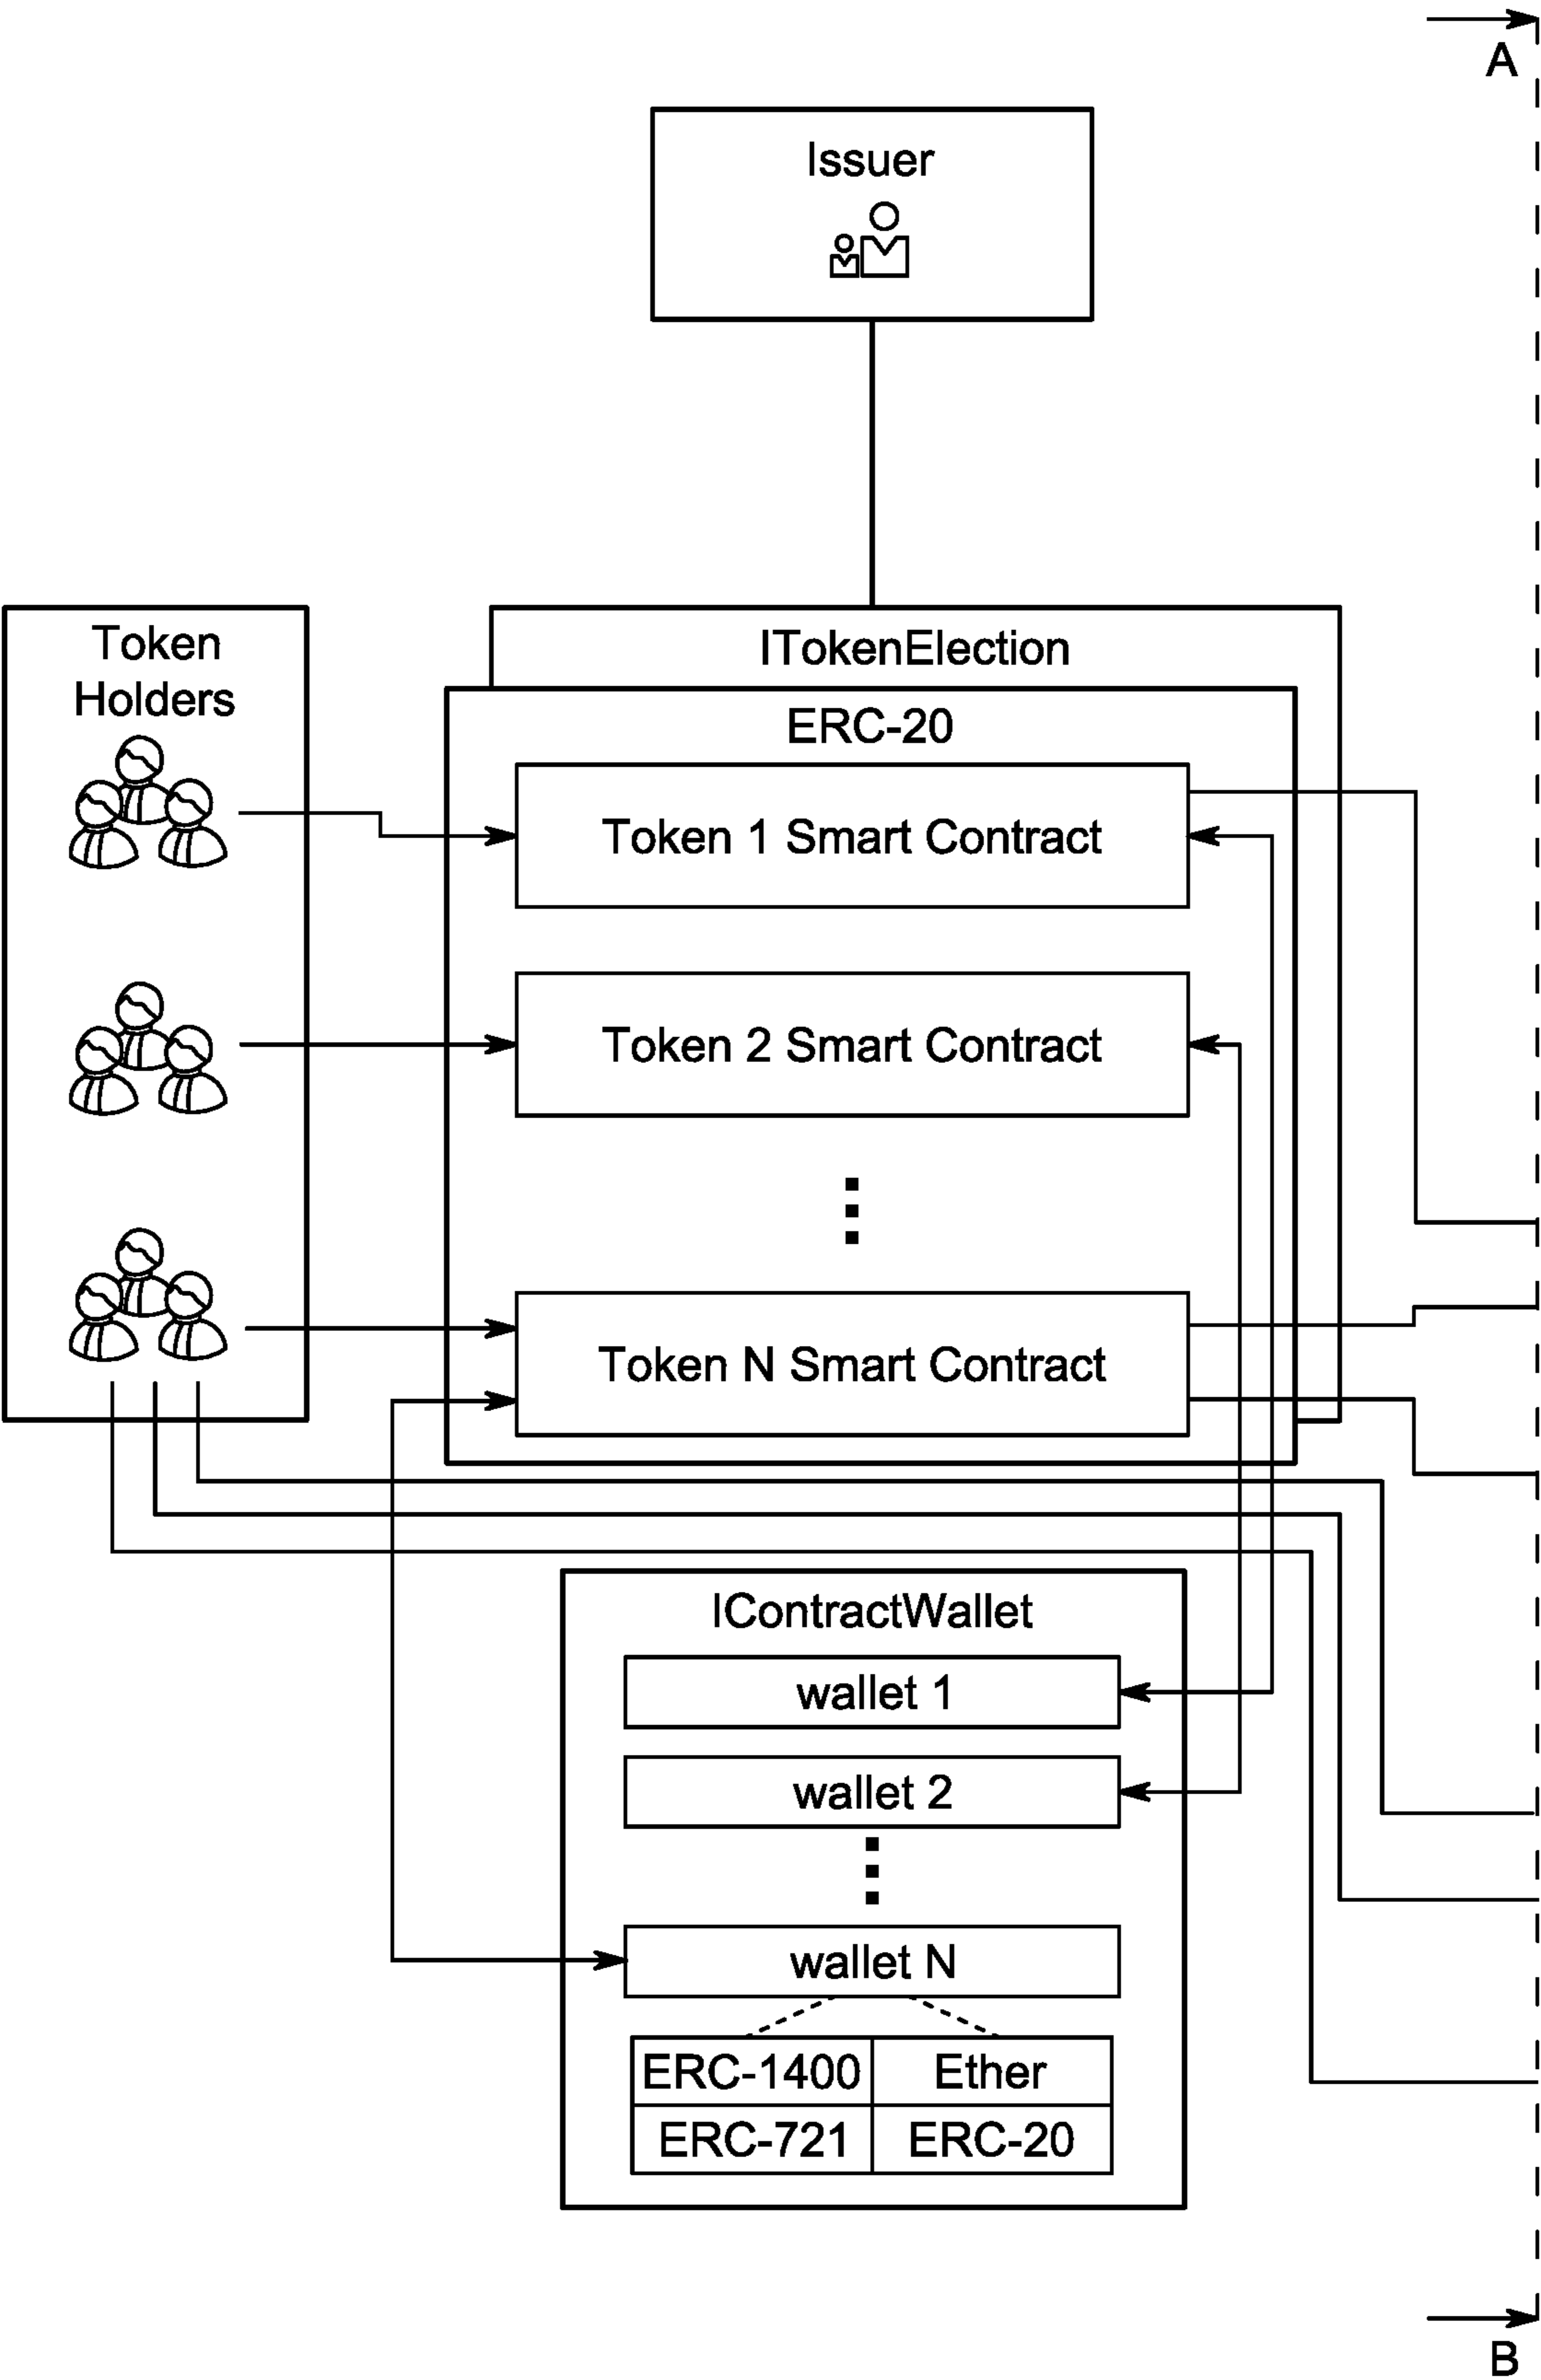 A
Issuer
Token
Holders
ITokenElection
ERC-20
Token 1 Smart Contract
Token 2 Smart Contract
Token N Smart Contract
IContractWallet
wallet 1
wallet 2
wallet N
ERC-1400 Ether
ERC-721 ERC-20
B